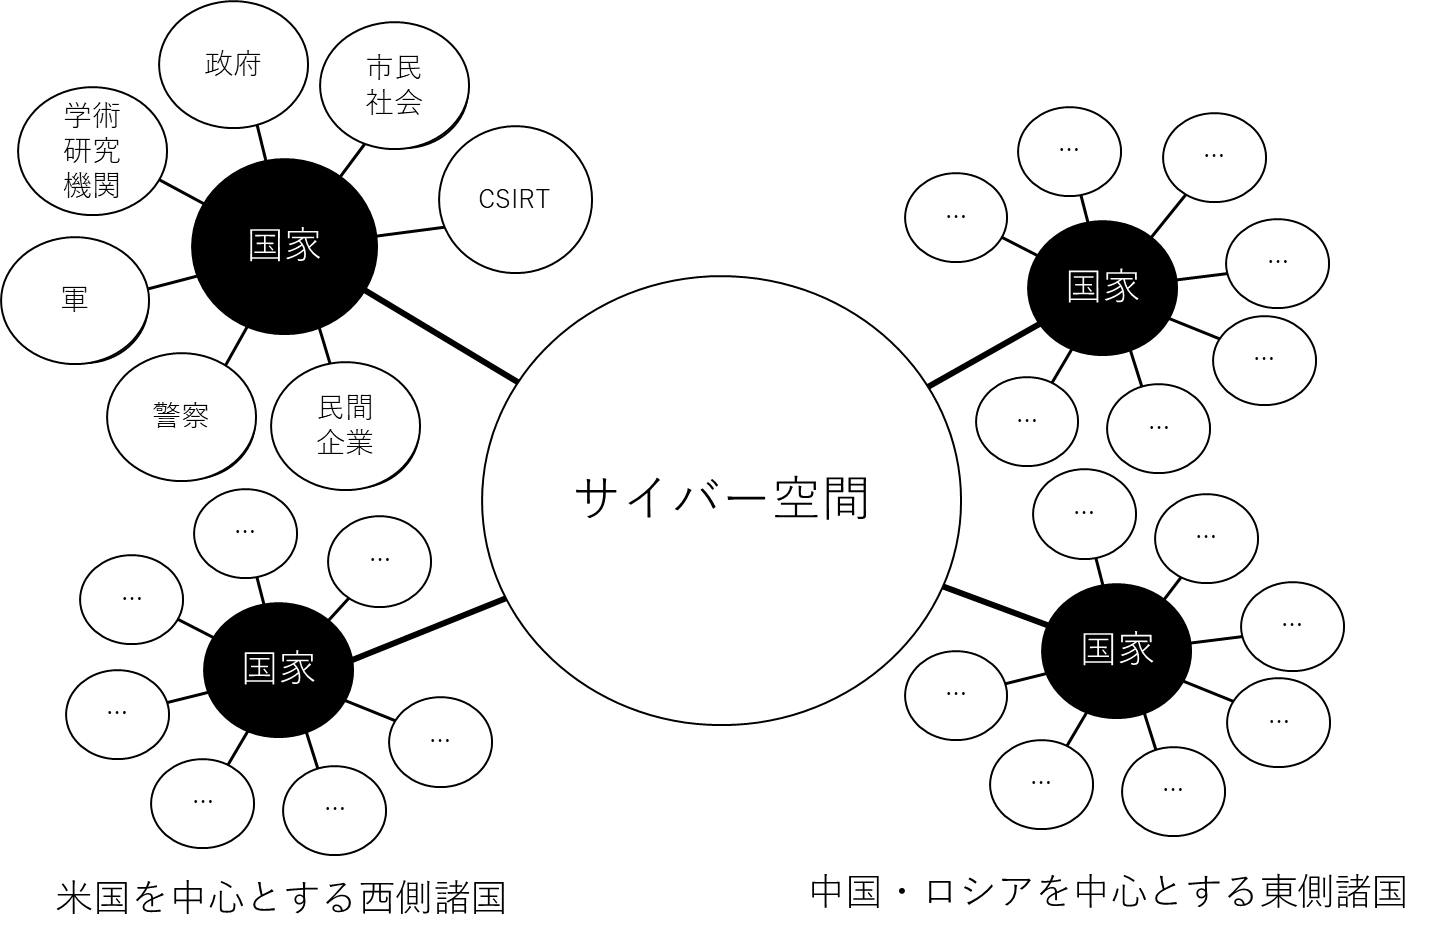 政府
市民
社会
学術
研究
機関
CSIRT
国家
軍
警察
民間
企業
…
…
…
…
国家
…
…
…
…
サイバー空間
…
…
…
国家
…
…
…
…
…
…
…
国家
…
…
…
…
…
米国を中心とする西側諸国
中国・ロシアを中心とする東側諸国